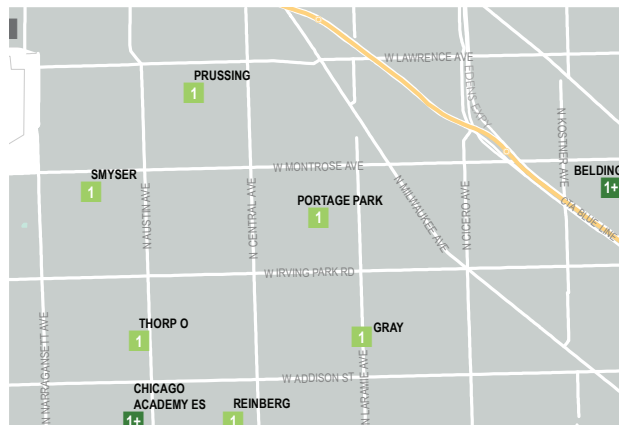 W LAWRENCE AVE
PRUSSING
1
EDENS EXPY
N KOSTNER AVE
W MONTROSE AVE
BELDING
1+
SMYSER
1
N AUSTIN AVE
N CENTRAL AVE
PORTAGE PARK
1
N MILWAUKEE AVE
N CICERO AVE
CTA BLUE LINE
W IRVING PARK RD
N NARRAGANSETT AVE
THORP O
1
GRAY
1
N LARAMIE AVE
W ADDISON ST
CHICAGO
ACADEMY ES
1+
REINBERG
1